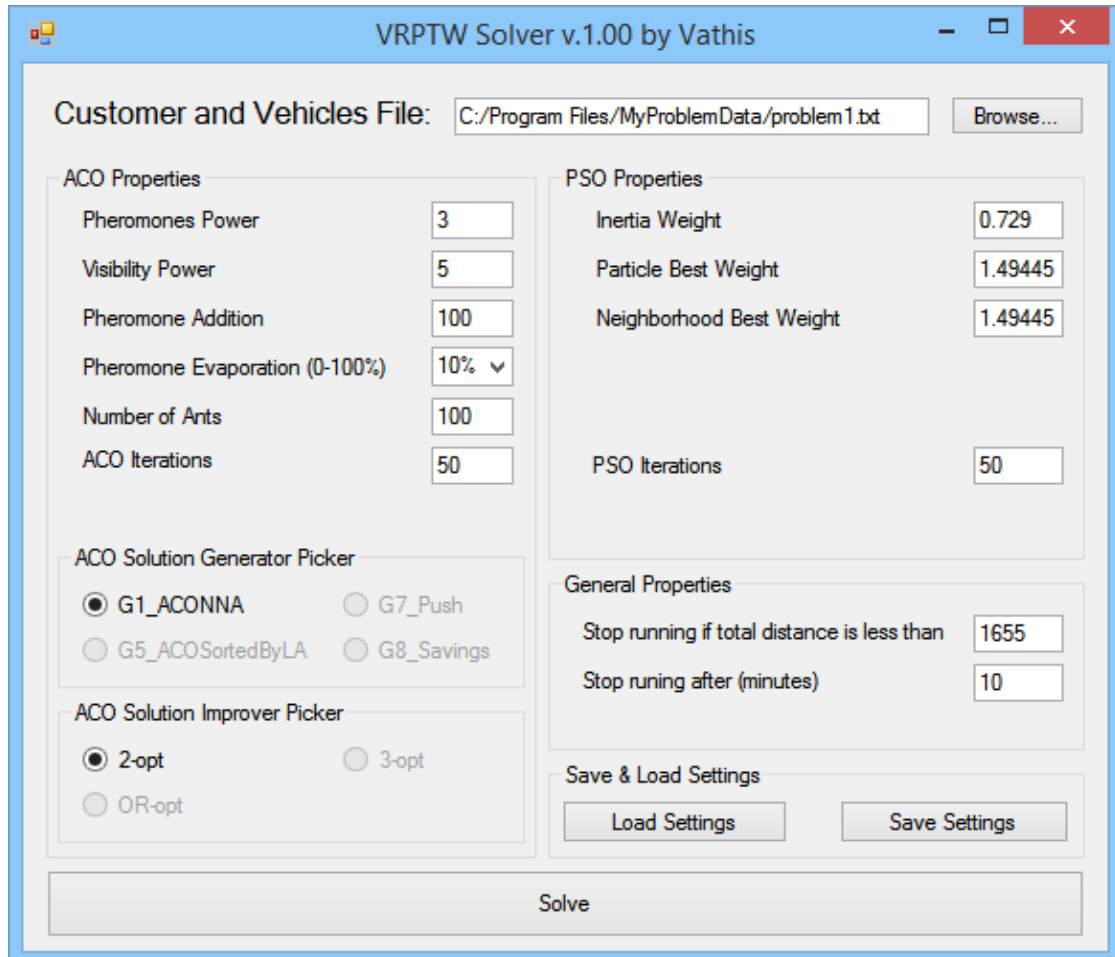 VRPTW Solver v.1.00 by Vathis
Customer and Vehicles File: C:/Program Files/MyProblemData/problem1.txt Browse...
ACO Properties
Pheromones Power 3
Visibility Power 5
Pheromone Addition 100
Pheromone Evaporation (0-100%) 10%
Number of Ants 100
ACO Iterations 50
ACO Solution Generator Picker
G1_ACONNA G7_Push
G5_ACOSortedByLA G8_Savings
ACO Solution Improver Picker
2-opt 3-opt
OR-opt
PSO Properties
Inertia Weight 0.729
Particle Best Weight 1.49445
Neighborhood Best Weight 1.49445
PSO Iterations 50
General Properties
Stop running if total distance is less than 1655
Stop runing after (minutes) 10
Save & Load Settings
Load Settings Save Settings
Solve